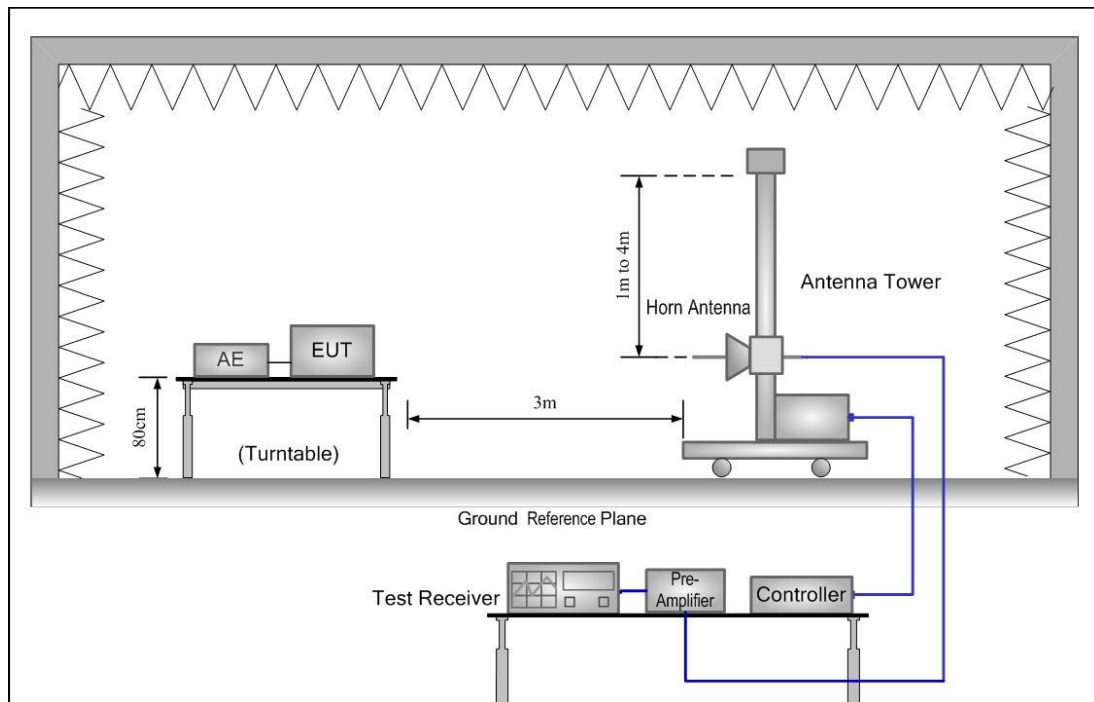 1m to 4m
Antenna Tower
Horn Antenna
AE
EUT
80cm
3m
(Turntable)
Ground Reference Plane
Test Receiver
Pre-
Amplifier
Controller